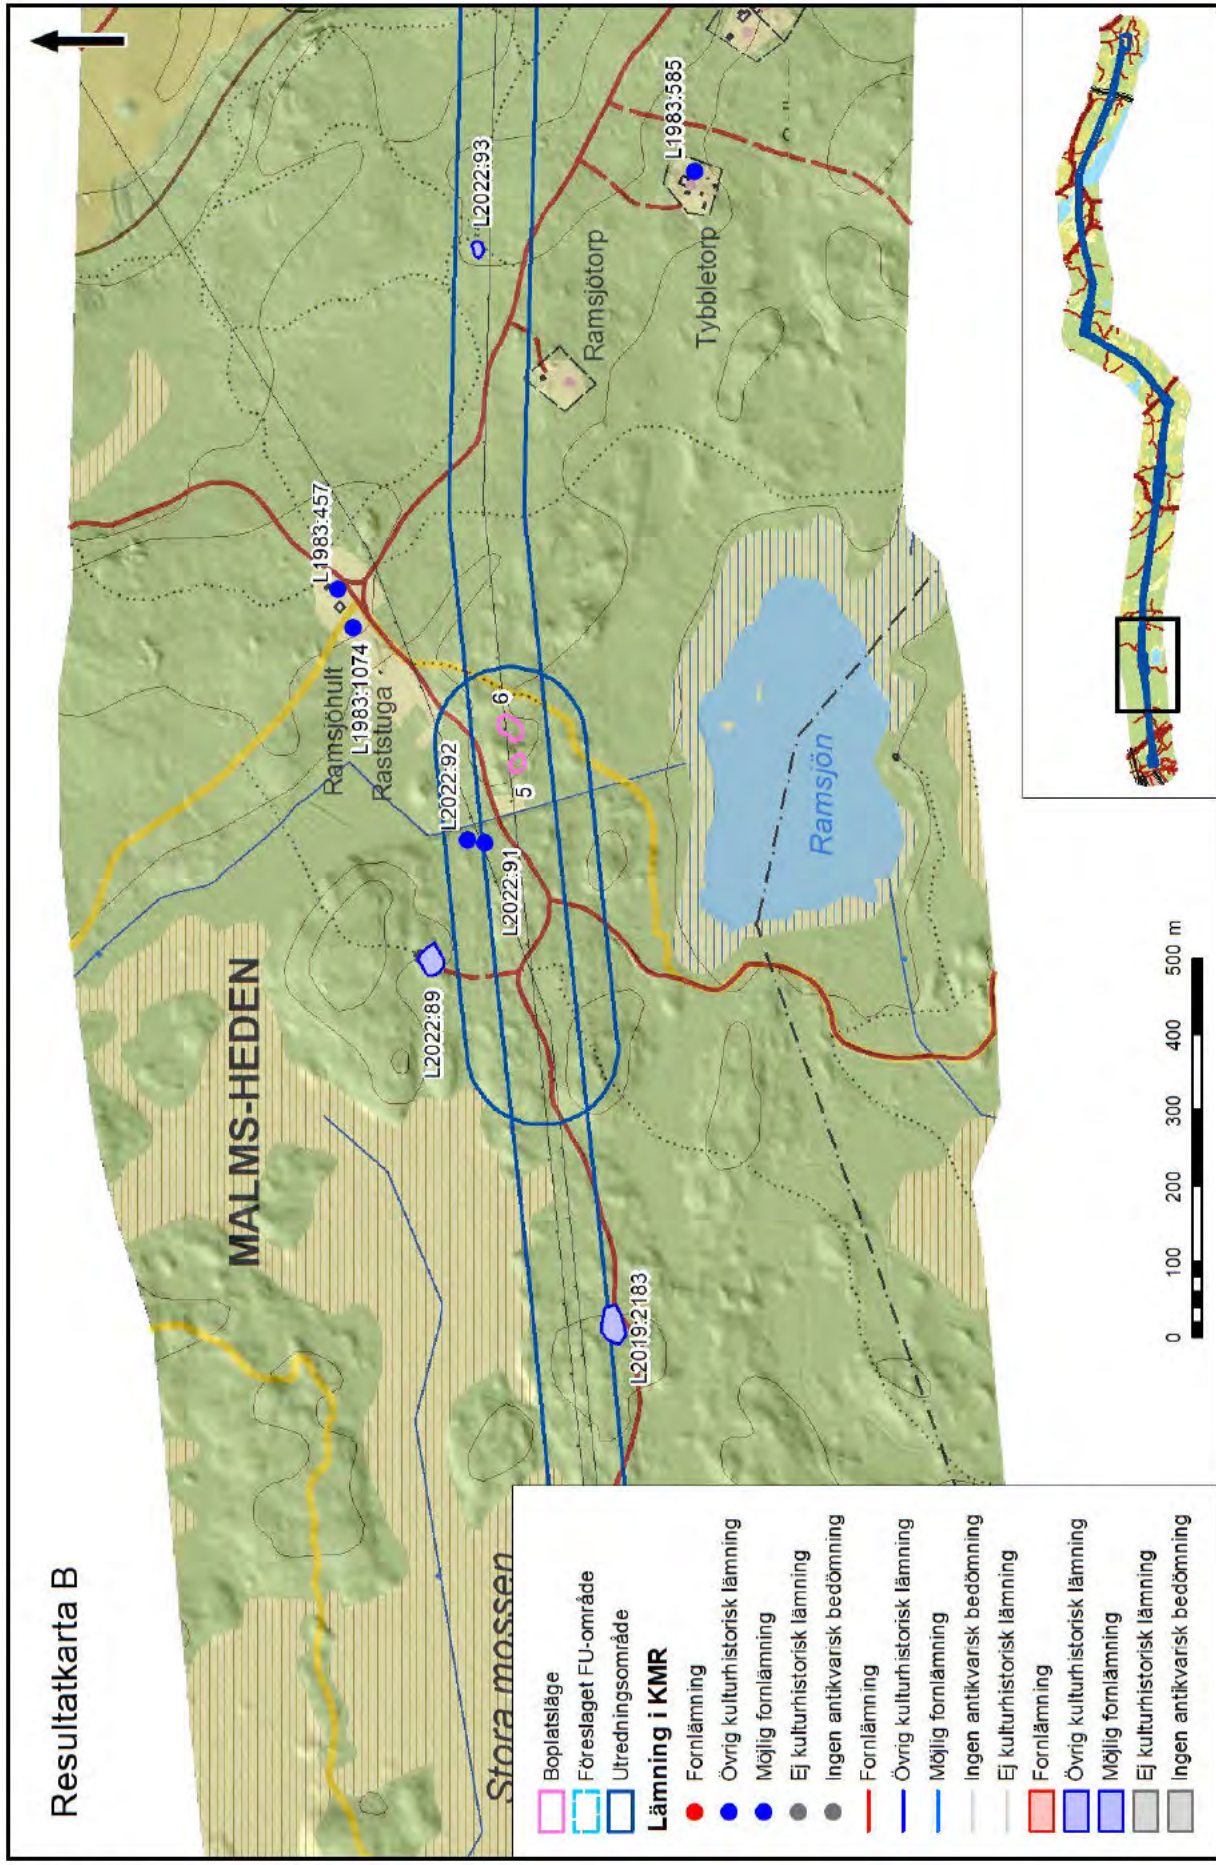 Resultatkarta B
MALMS-HEDEN
Stora mossen
Ramsjöhult
Raststuga
L1983:457
L1983:1074
L2022:92
L2022:91
L2022:89
L2019:2183
5
6
L2022:93
L1983:585
Ramsjötorp
Tybbletorp
Ramsjön
Boplatsläge
Föreslaget FU-område
Utredningsområde
Lämning i KMR
Fornlämning
Övrig kulturhistorisk lämning
Möjlig fornlämning
Ej kulturhistorisk lämning
Ingen antikvarisk bedömning
Fornlämning
Övrig kulturhistorisk lämning
Möjlig fornlämning
Ingen antikvarisk bedömning
Ej kulturhistorisk lämning
Fornlämning
Övrig kulturhistorisk lämning
Möjlig fornlämning
Ej kulturhistorisk lämning
Ingen antikvarisk bedömning
0 100 200 300 400 500 m